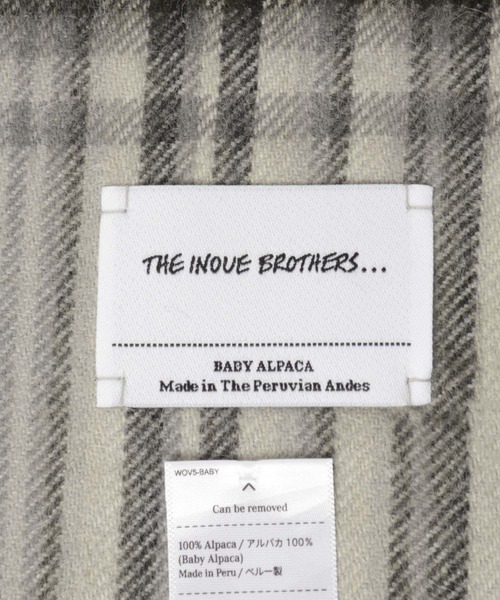 THE INOUE BROTHERS...
BABY ALPACA
Made in The Peruvian Andes
WOV5-BABY
Can be removed
100% Alpaca / アルパカ 100%
(Baby Alpaca)
Made in Peru / ペルー製